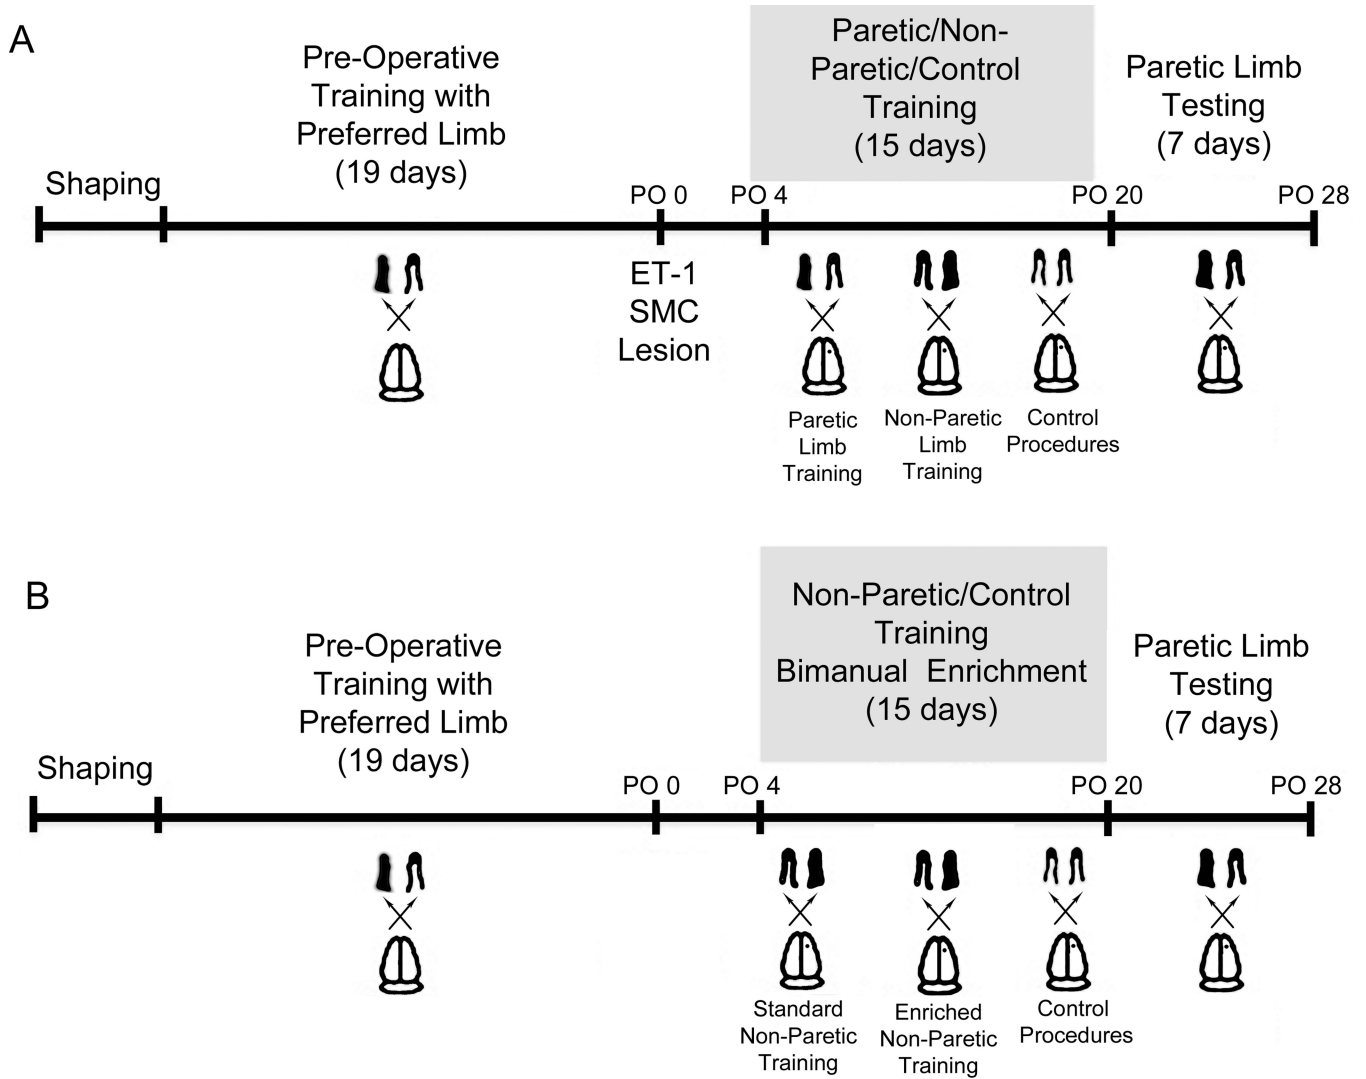 A
Pre-Operative
Training with
Preferred Limb
(19 days)
Paretic/Non-
Paretic/Control
Training
(15 days)
Paretic Limb
Testing
(7 days)
Shaping
PO 0
PO 4
PO 20
PO 28
ET-1
SMC
Lesion
Paretic
Limb
Training
Non-Paretic
Limb
Training
Control
Procedures
B
Pre-Operative
Training with
Preferred Limb
(19 days)
Non-Paretic/Control
Training
Bimanual Enrichment
(15 days)
Paretic Limb
Testing
(7 days)
Shaping
PO 0
PO 4
PO 20
PO 28
Standard
Non-Paretic
Training
Enriched
Non-Paretic
Training
Control
Procedures